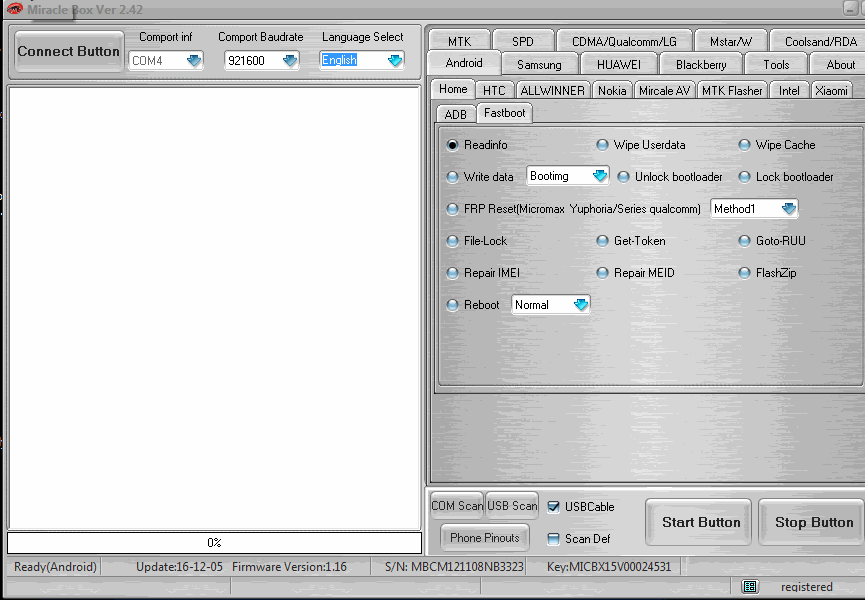 Miracle Box Ver 2.42
Connect Button
Comport inf
Comport Baudrate
Language Select
COM4
921600
English
MTK
SPD
CDMA/Qualcomm/LG
Mstar/W
Coolsand/RDA
Android
Samsung
HUAWEI
Blackberry
Tools
About
Home
HTC
ALLWINNER
Nokia
Mircale AV
MTK Flasher
Intel
Xiaomi
ADB
Fastboot
Readinfo
Wipe Userdata
Wipe Cache
Write data
Bootimg
Unlock bootloader
Lock bootloader
FRP Reset(Micromax Yuphoria/Series qualcomm)
Method1
File-Lock
Get-Token
Goto-RUU
Repair IMEI
Repair MEID
FlashZip
Reboot
Normal
COM Scan
USB Scan
USBCable
Phone Pinouts
Scan Def
Start Button
Stop Button
0%
Ready(Android)
Update:16-12-05
Firmware Version:1.16
S/N: MBCM121108NB3323
Key:MICBX15V00024531
registered